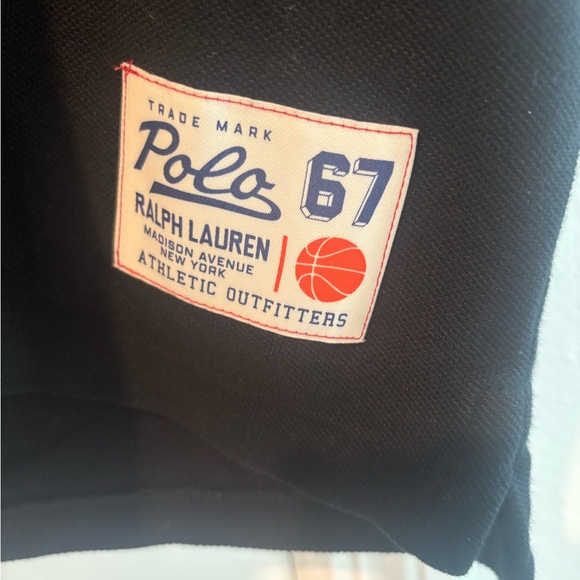 TRADE MARK
Polo 67
RALPH LAUREN
MADISON AVENUE
NEW YORK
ATHLETIC OUTFITTERS